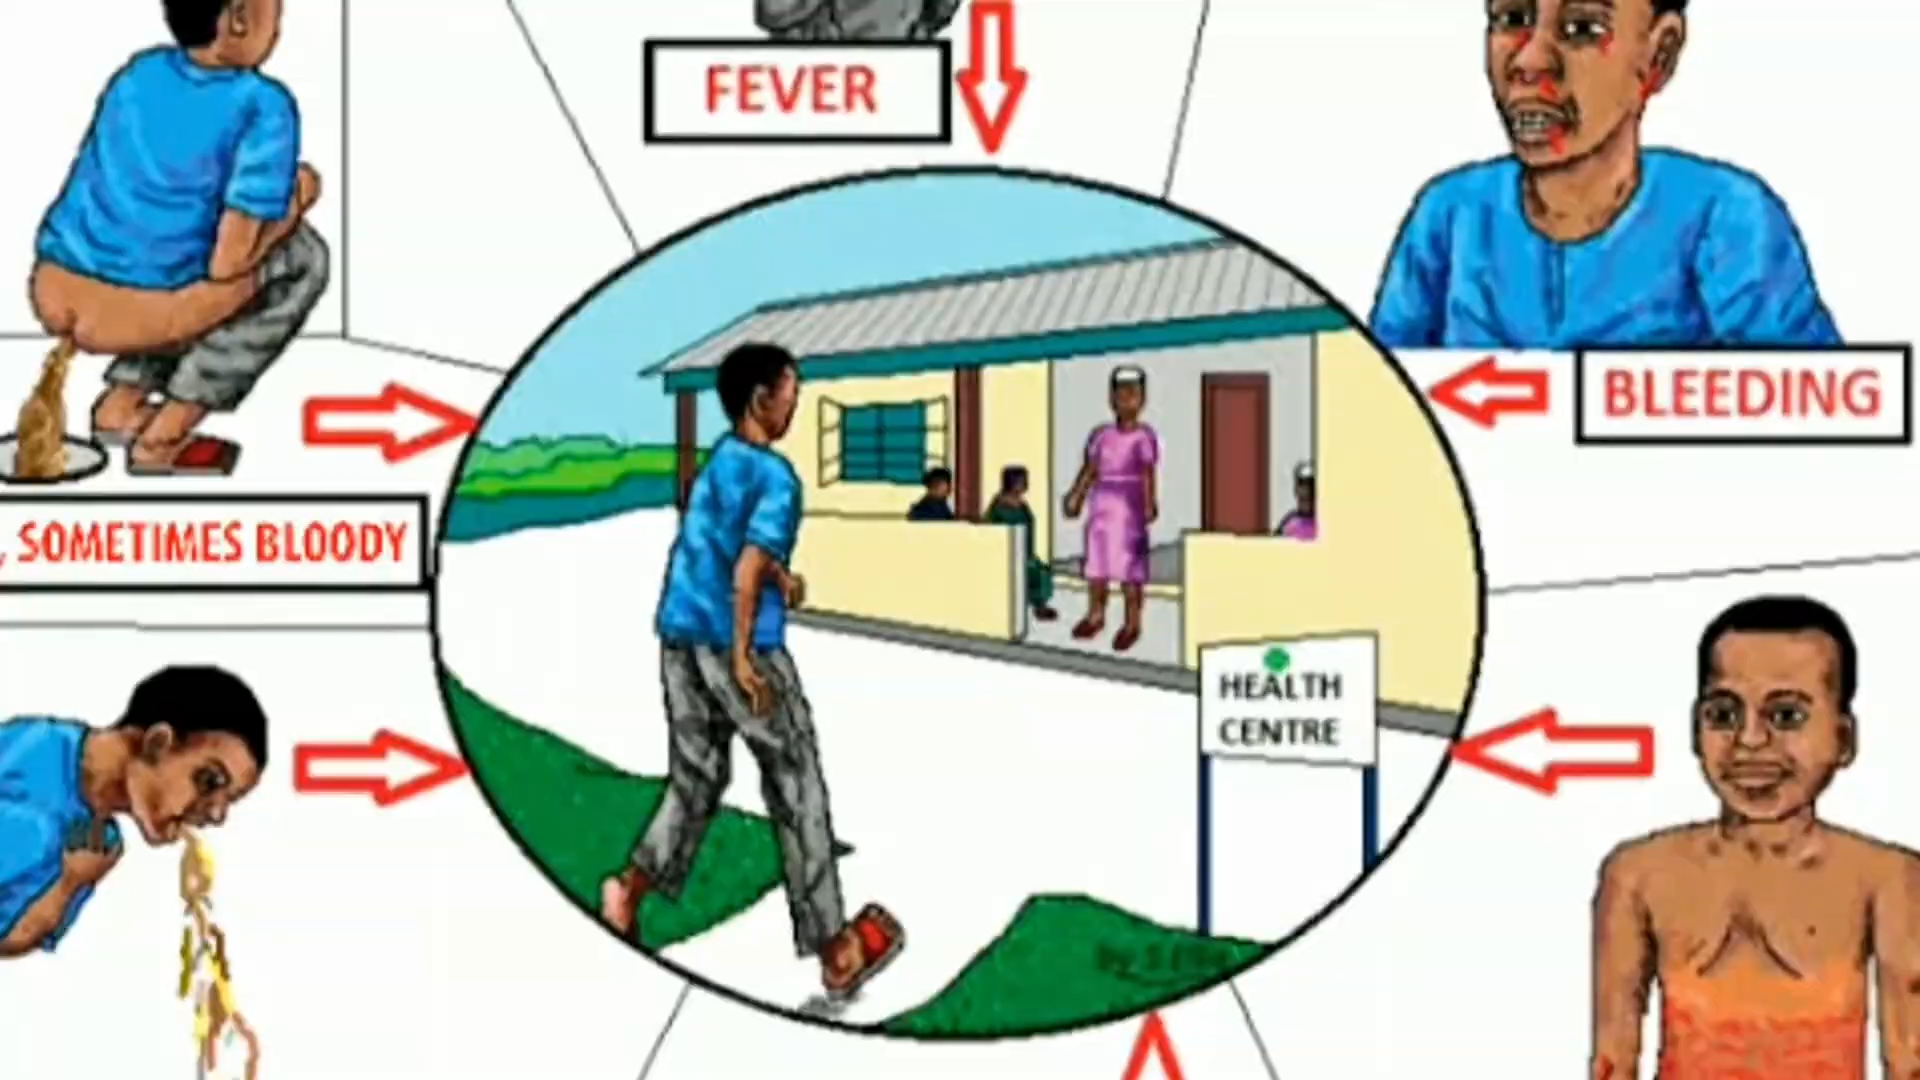 FEVER
BLEEDING
, SOMETIMES BLOODY
HEALTH
CENTRE